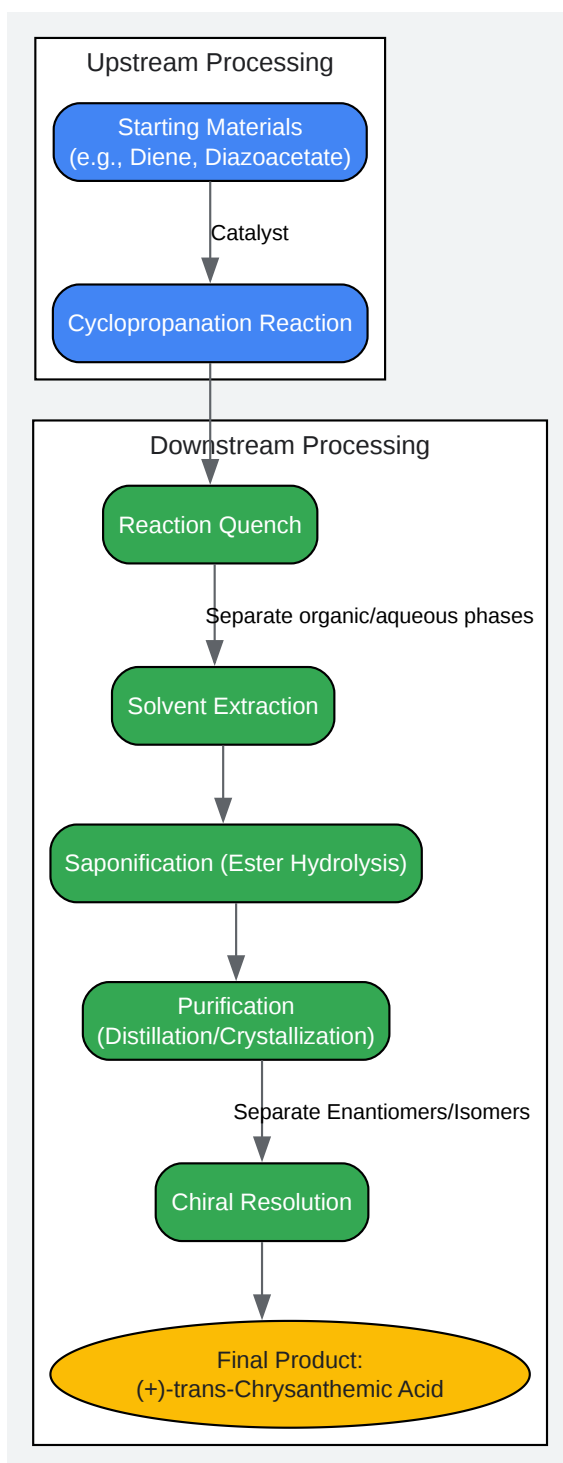 Upstream Processing
Starting Materials
(e.g., Diene, Diazoacetate)
Catalyst
Cyclopropanation Reaction
Downstream Processing
Reaction Quench
Separate organic/aqueous phases
Solvent Extraction
Saponification (Ester Hydrolysis)
Purification
(Distillation/Crystallization)
Separate Enantiomers/Isomers
Chiral Resolution
Final Product:
(+)-trans-Chrysanthemic Acid